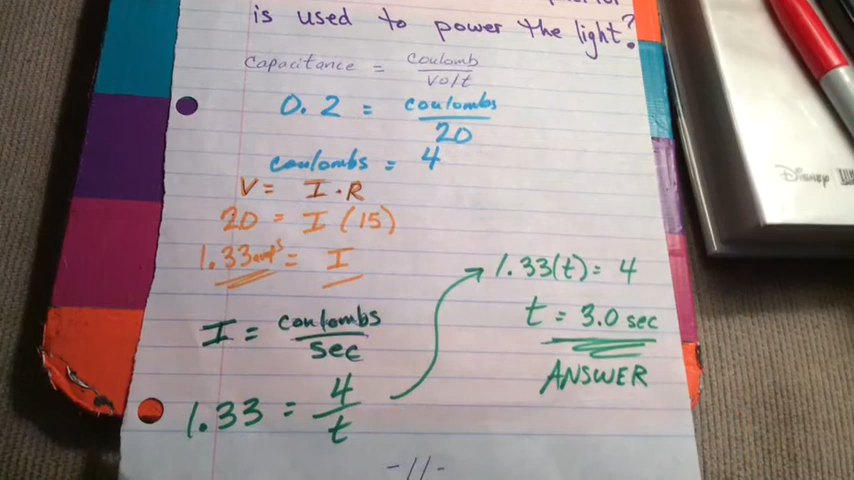 is used to power the light?
Capacitance = coulomb
volt
0.2 = coulombs
20
coulombs = 4
V = I · R
20 = I (15)
1.33 amps = I
I = coulombs
sec
1.33 = 4
t
1.33(t) = 4
t = 3.0 sec
ANSWER
-11-
Disney